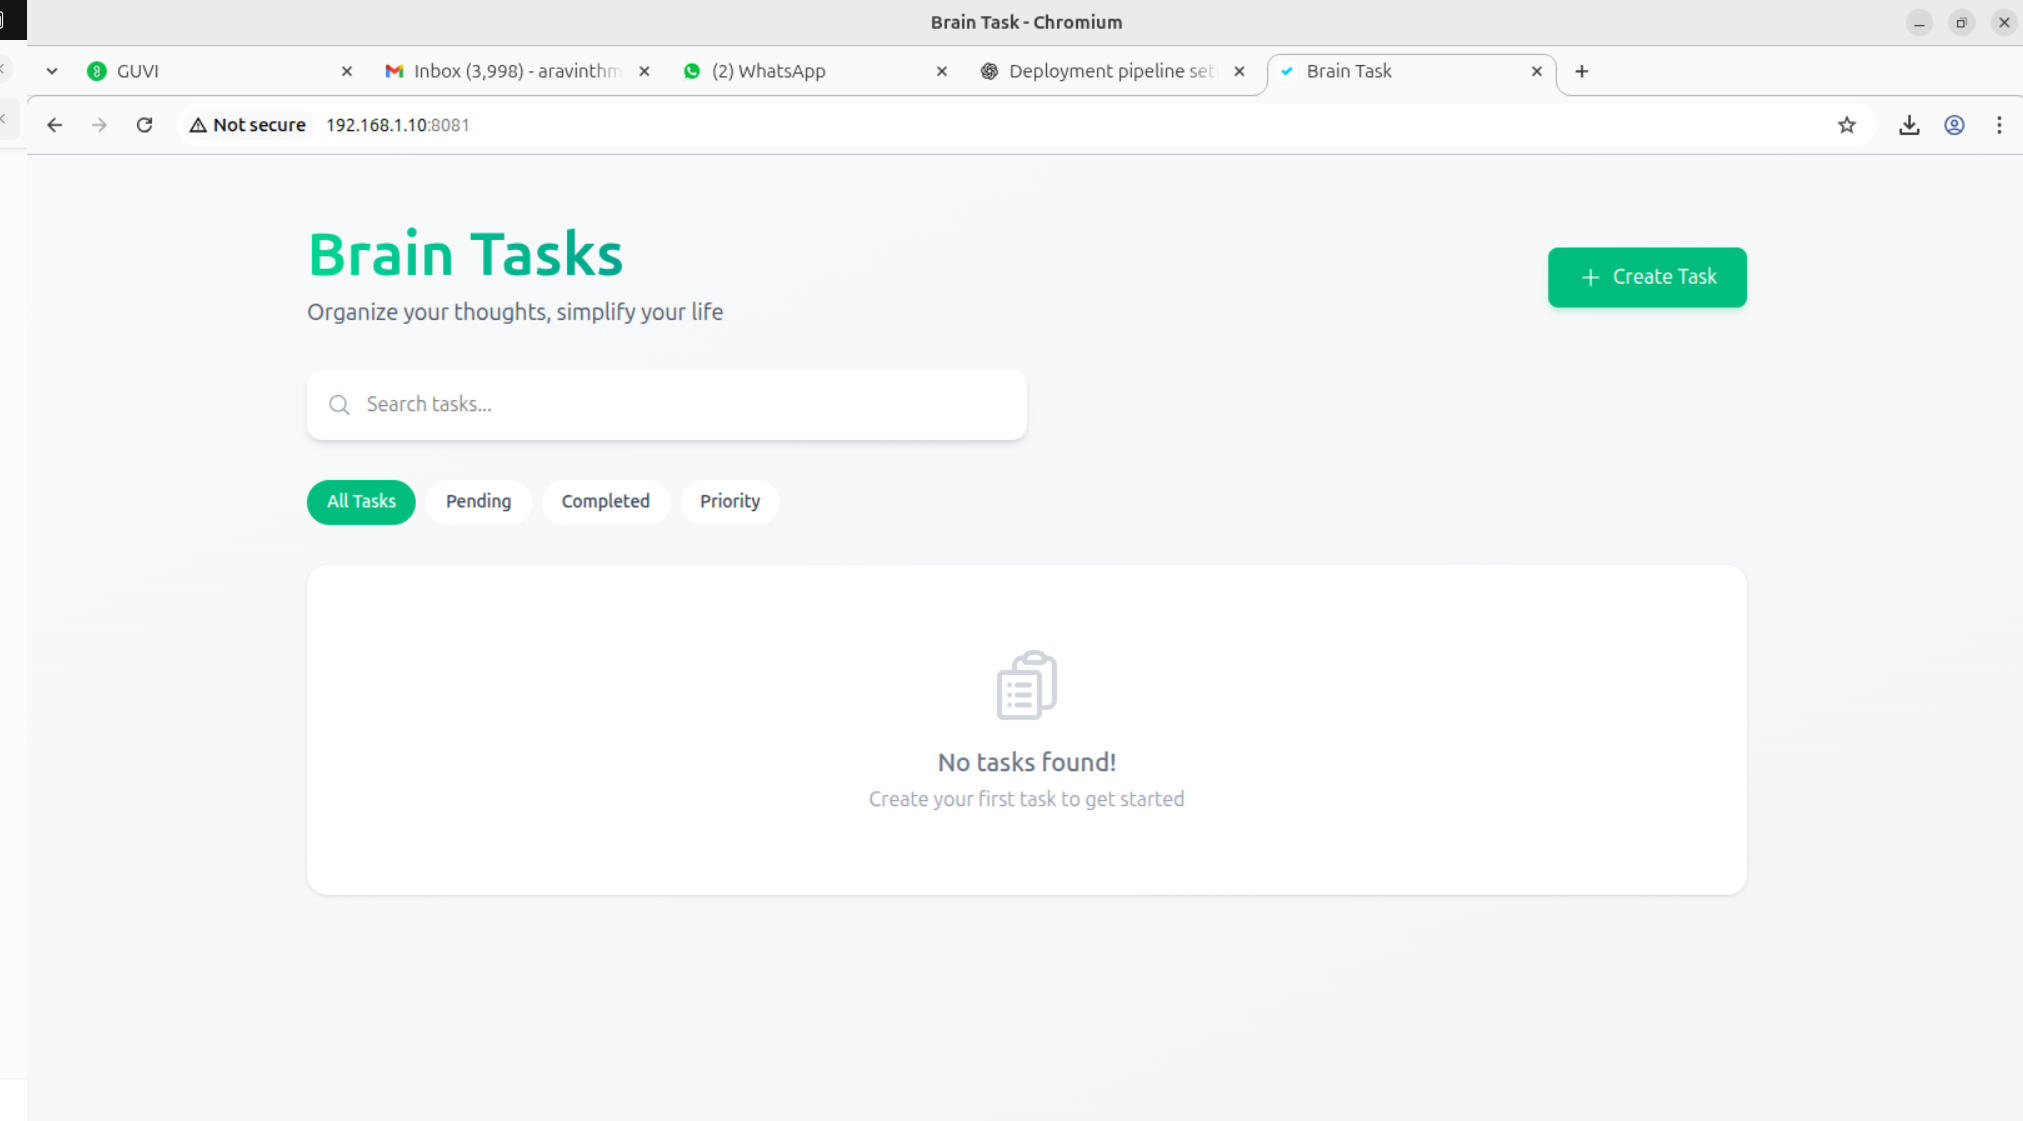 Brain Task - Chromium
GUVI
Inbox (3,998) - aravinthm
(2) WhatsApp
Deployment pipeline set
Brain Task
Not secure
192.168.1.10:8081
Brain Tasks
Create Task
Organize your thoughts, simplify your life
Search tasks...
All Tasks
Pending
Completed
Priority
No tasks found!
Create your first task to get started